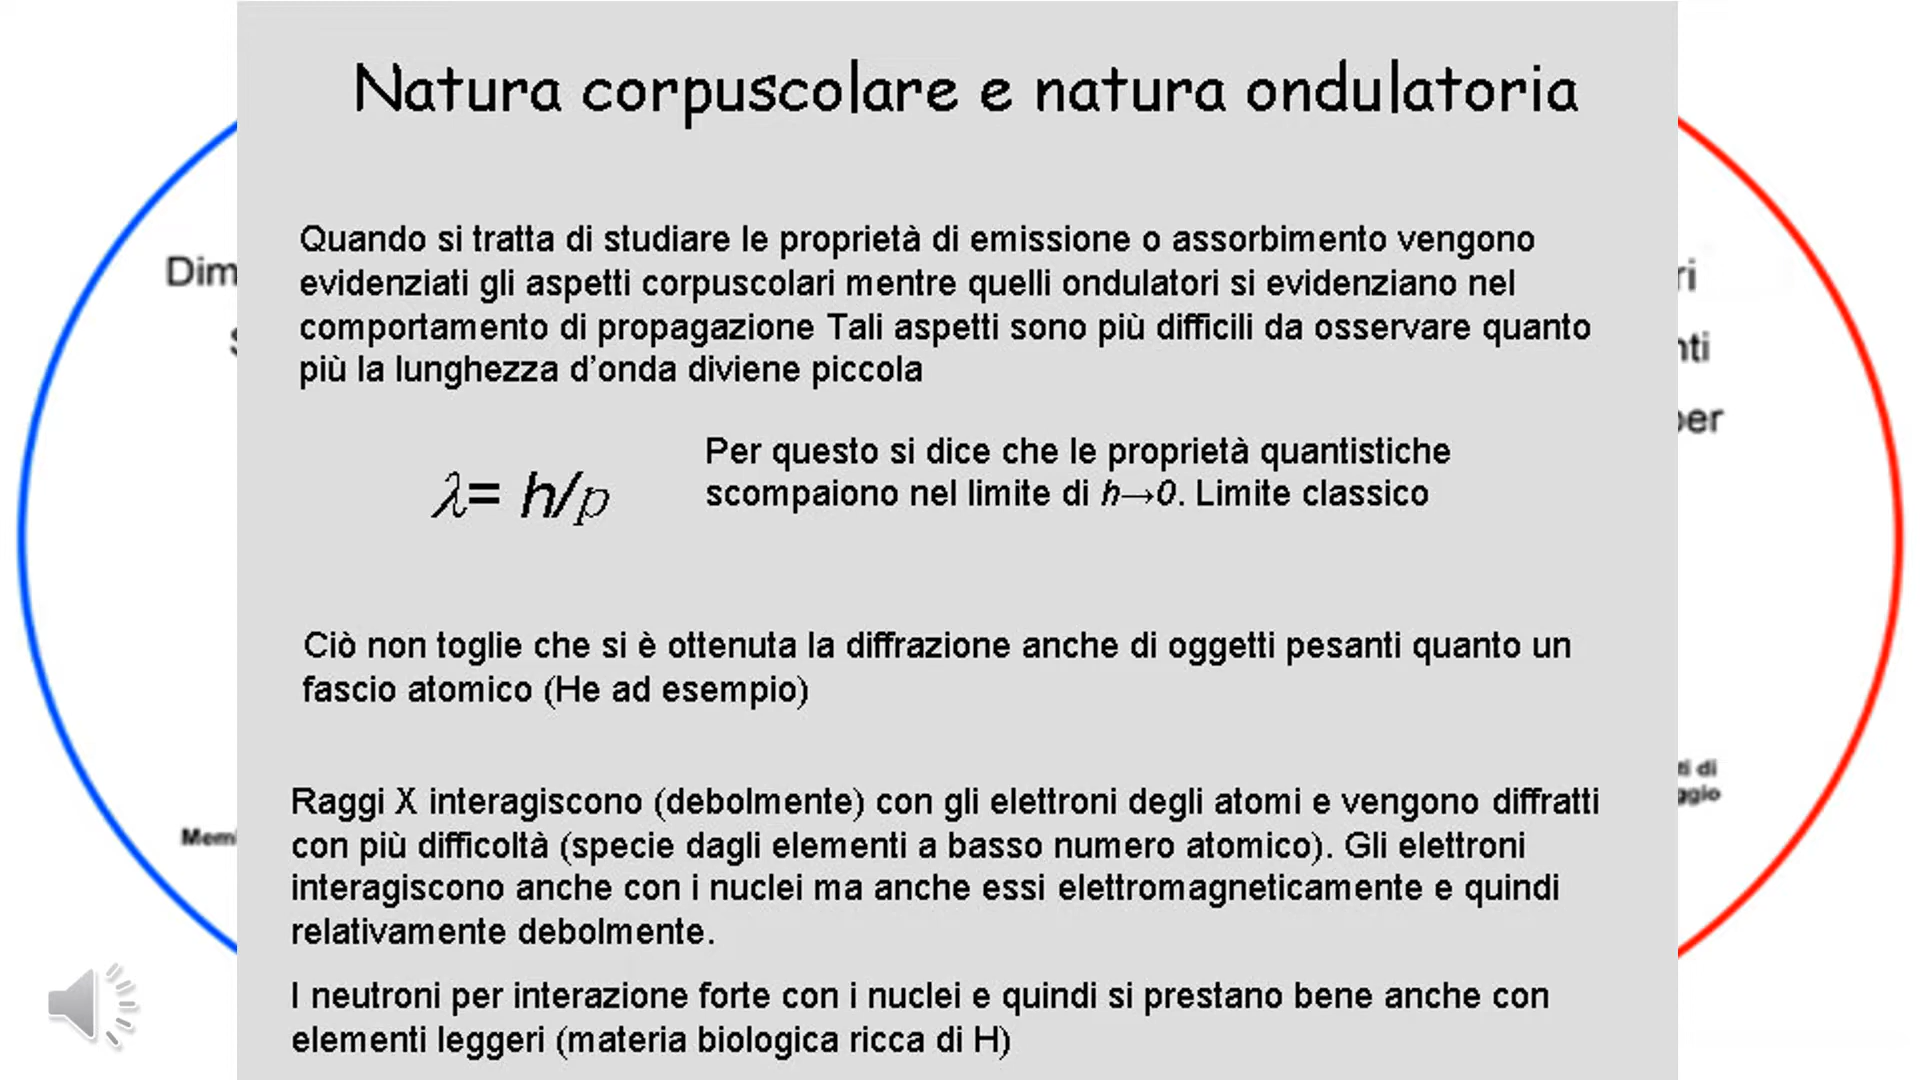 Natura corpuscolare e natura ondulatoria
Quando si tratta di studiare le proprietà di emissione o assorbimento vengono
evidenziati gli aspetti corpuscolari mentre quelli ondulatori si evidenziano nel
comportamento di propagazione Tali aspetti sono più difficili da osservare quanto
più la lunghezza d'onda diviene piccola
λ= h/p
Per questo si dice che le proprietà quantistiche
scompaiono nel limite di h→0. Limite classico
Ciò non toglie che si è ottenuta la diffrazione anche di oggetti pesanti quanto un
fascio atomico (He ad esempio)
Raggi X interagiscono (debolmente) con gli elettroni degli atomi e vengono diffratti
con più difficoltà (specie dagli elementi a basso numero atomico). Gli elettroni
interagiscono anche con i nuclei ma anche essi elettromagneticamente e quindi
relativamente debolmente.
I neutroni per interazione forte con i nuclei e quindi si prestano bene anche con
elementi leggeri (materia biologica ricca di H)